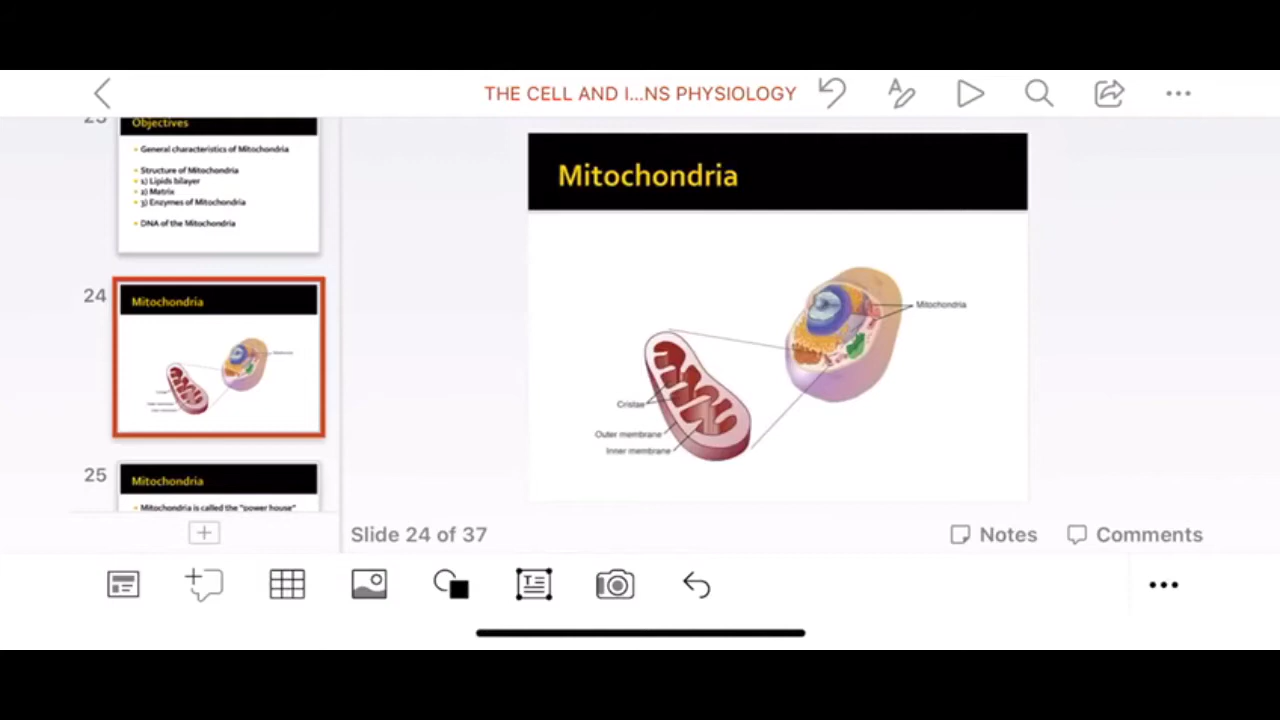 THE CELL AND I...NS PHYSIOLOGY
23
Objectives
General characteristics of Mitochondria
Structure of Mitochondria
1) Lipids bilayer
2) Matrix
3) Enzymes of Mitochondria
DNA of the Mitochondria
24
Mitochondria
25
Mitochondria
Mitochondria is called the "power house"
Mitochondria
Mitochondria
Cristae
Outer membrane
Inner membrane
Slide 24 of 37
Notes
Comments